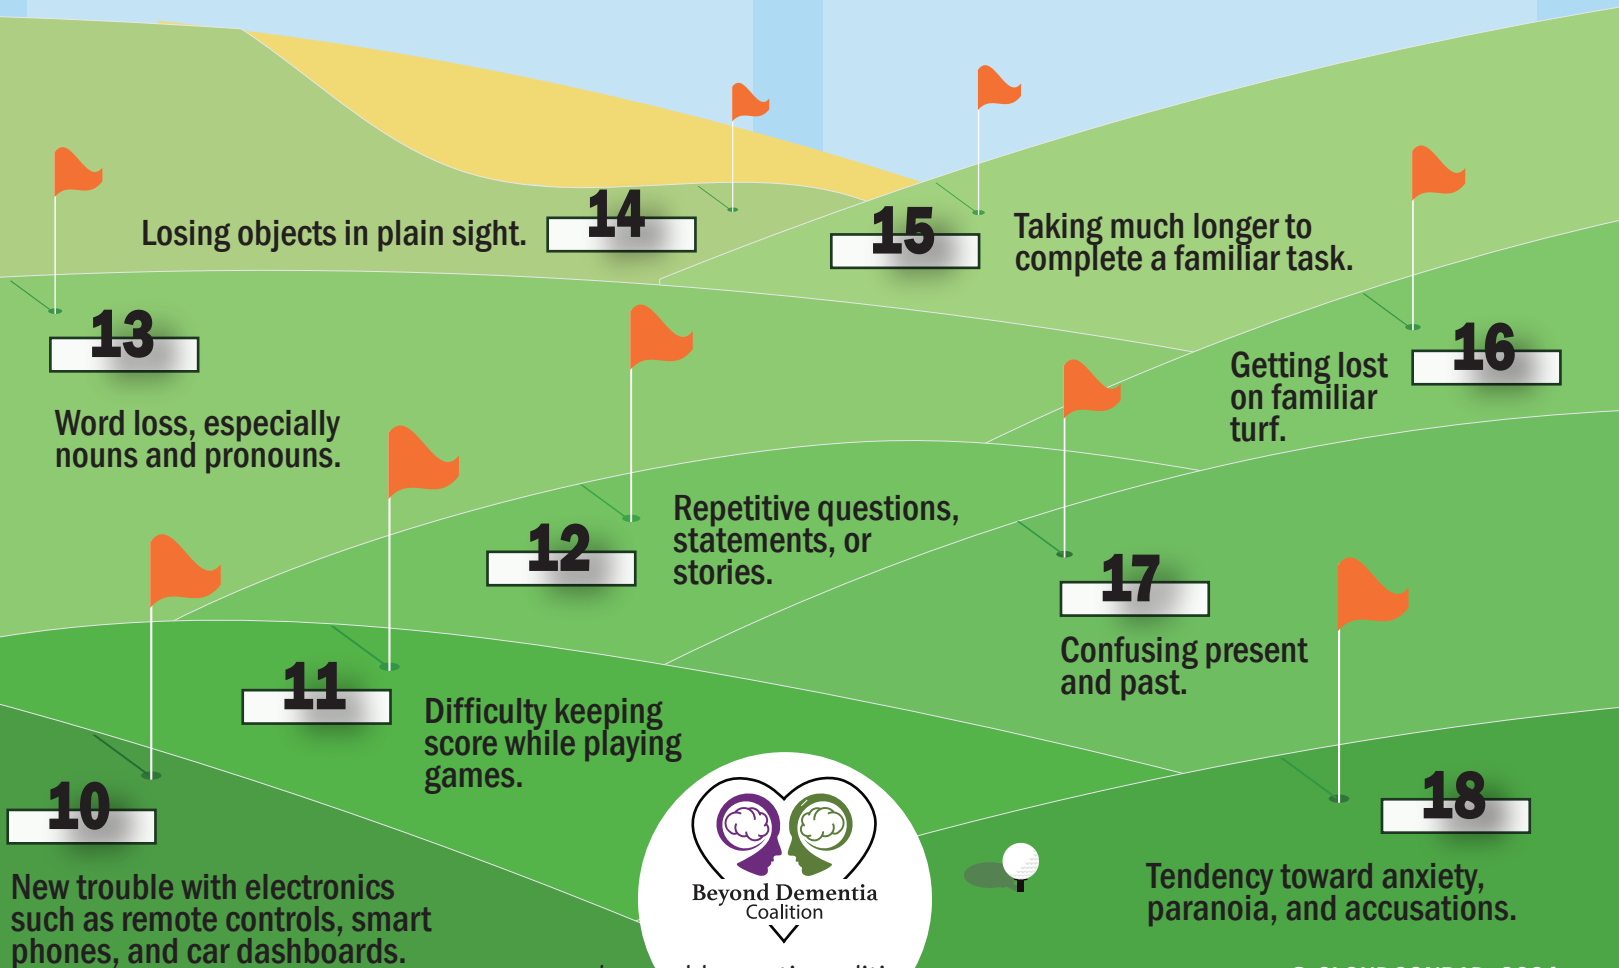 Losing objects in plain sight.
14
15
Taking much longer to
complete a familiar task.
13
Word loss, especially
nouns and pronouns.
16
Getting lost
on familiar
turf.
12
Repetitive questions,
statements, or
stories.
17
Confusing present
and past.
11
Difficulty keeping
score while playing
games.
10
New trouble with electronics
such as remote controls, smart
phones, and car dashboards.
18
Tendency toward anxiety,
paranoia, and accusations.
Beyond Dementia
Coalition